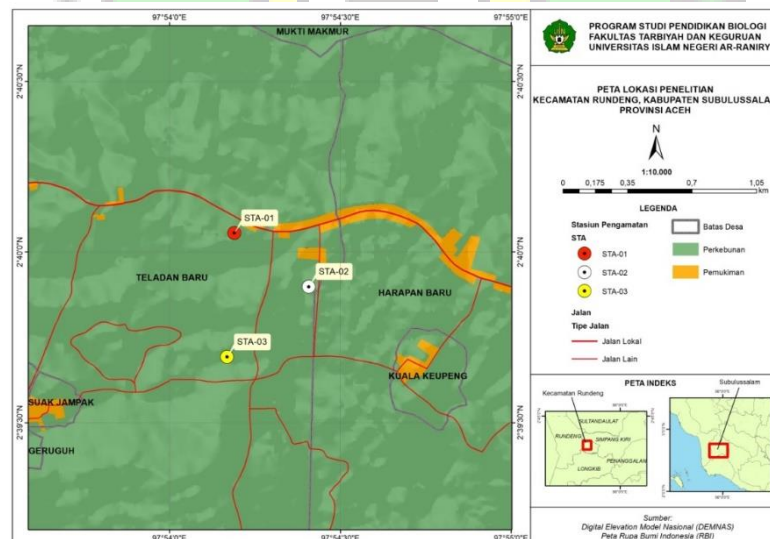 97°54'0"E
97°54'30"E
97°55'0"E
2°40'30"N
2°40'0"N
2°39'30"N
MUKTI MAKMUR
STA-01
STA-02
TELADAN BARU
HARAPAN BARU
STA-03
KUALA KEUPENG
SUAK JAMPAK
GERUGUH
2°40'30"N
2°40'0"N
2°39'30"N
97°54'0"E
97°54'30"E
97°55'0"E
PROGRAM STUDI PENDIDIKAN BIOLOGI
FAKULTAS TARBIYAH DAN KEGURUAN
UNIVERSITAS ISLAM NEGERI AR-RANIRY
PETA LOKASI PENELITIAN
KECAMATAN RUNDENG, KABUPATEN SUBULUSSALA
PROVINSI ACEH
N
1:10.000
0 0,175 0,35 0,7 1,05
km
LEGENDA
Stasiun Pengamatan
STA
STA-01
STA-02
STA-03
Jalan
Tipe Jalan
Jalan Lokal
Jalan Lain
Batas Desa
Perkebunan
Pemukiman
PETA INDEKS
Kecamatan Rundeng
Subulussalam
SULTANDAULAT
RUNDENG
SIMPANG KIRI
PENANGGALAN
LONGKIB
Sumber:
Digital Elevation Model Nasional (DEMNAS)
Peta Rupa Bumi Indonesia (RBI)